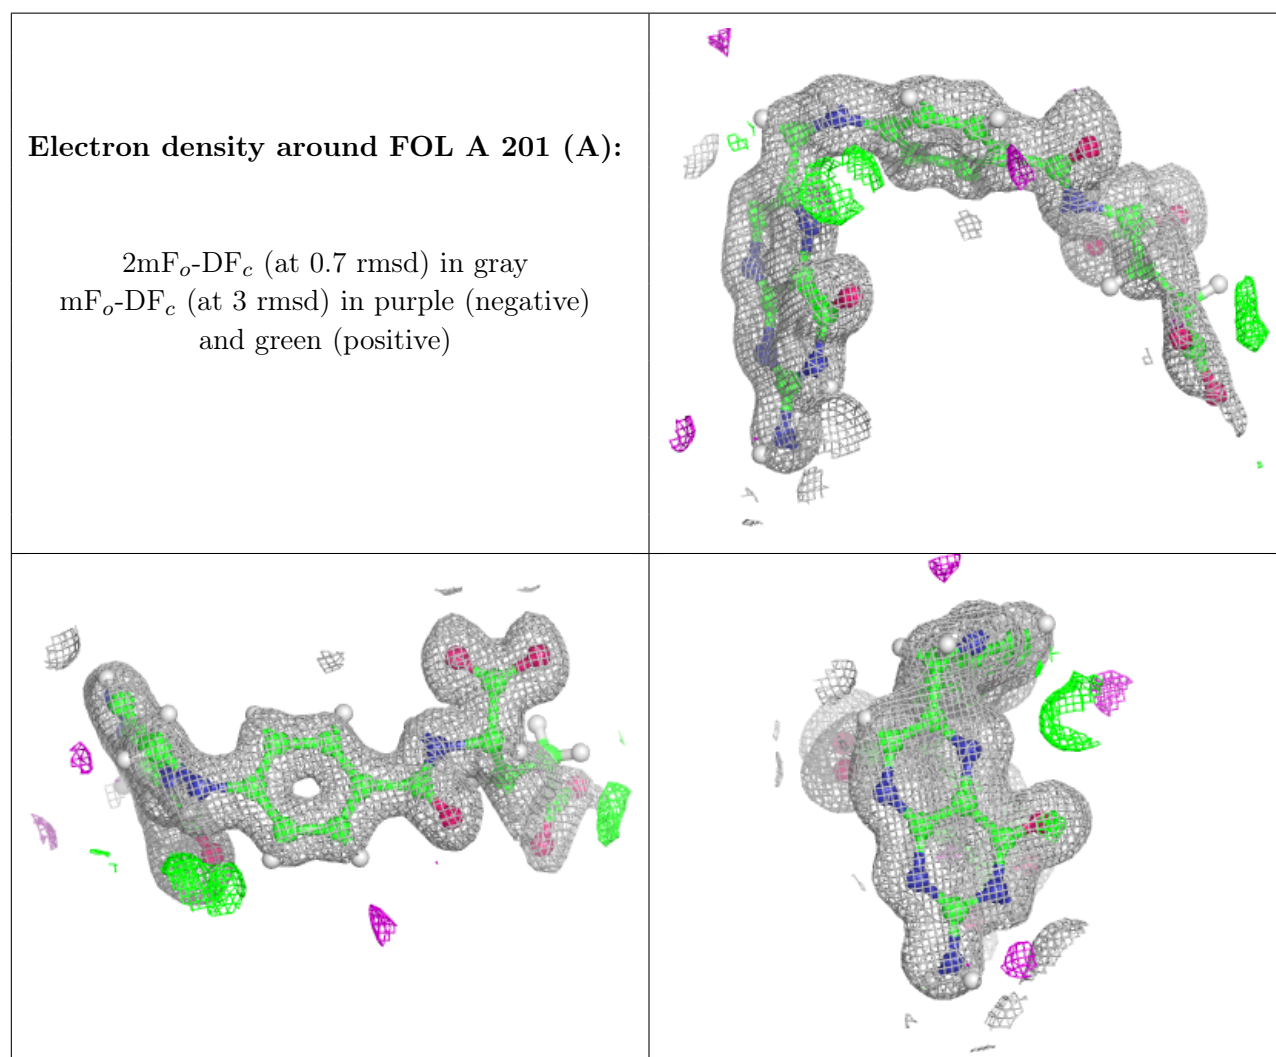 Electron density around FOL A 201 (A):
2mFₒ-DF𝒸 (at 0.7 rmsd) in gray
mFₒ-DF𝒸 (at 3 rmsd) in purple (negative)
and green (positive)